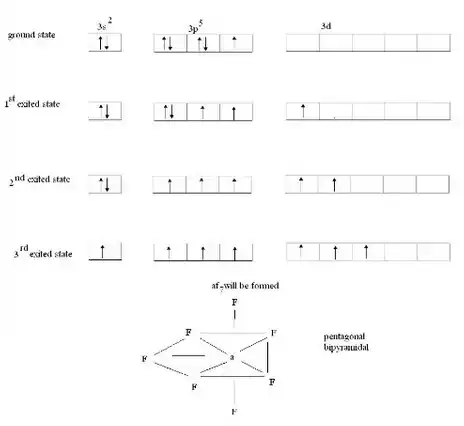 3s2 3p5 3d
ground state
1st exited state
2nd exited state
3rd exited state
af7 will be formed
F
F F
pentagonal
bipyramidal
F a
F F
F